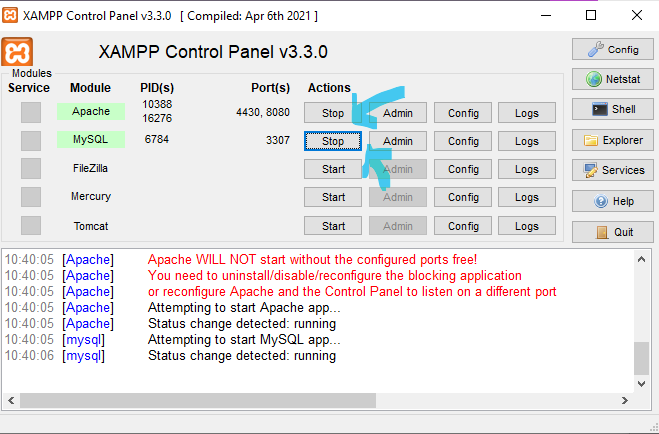 XAMPP Control Panel v3.3.0 [ Compiled: Apr 6th 2021 ]
XAMPP Control Panel v3.3.0
Config
Modules
Service Module PID(s) Port(s) Actions
Netstat
Apache 10388 16276 4430, 8080 Stop Admin Config Logs
Shell
MySQL 6784 3307 Stop Admin Config Logs
Explorer
FileZilla Start Admin Config Logs
Services
Mercury Start Admin Config Logs
Help
Tomcat Start Admin Config Logs
Quit
10:40:05 [Apache] Apache WILL NOT start without the configured ports free!
10:40:05 [Apache] You need to uninstall/disable/reconfigure the blocking application
10:40:05 [Apache] or reconfigure Apache and the Control Panel to listen on a different port
10:40:05 [Apache] Attempting to start Apache app...
10:40:05 [Apache] Status change detected: running
10:40:05 [mysql] Attempting to start MySQL app...
10:40:06 [mysql] Status change detected: running